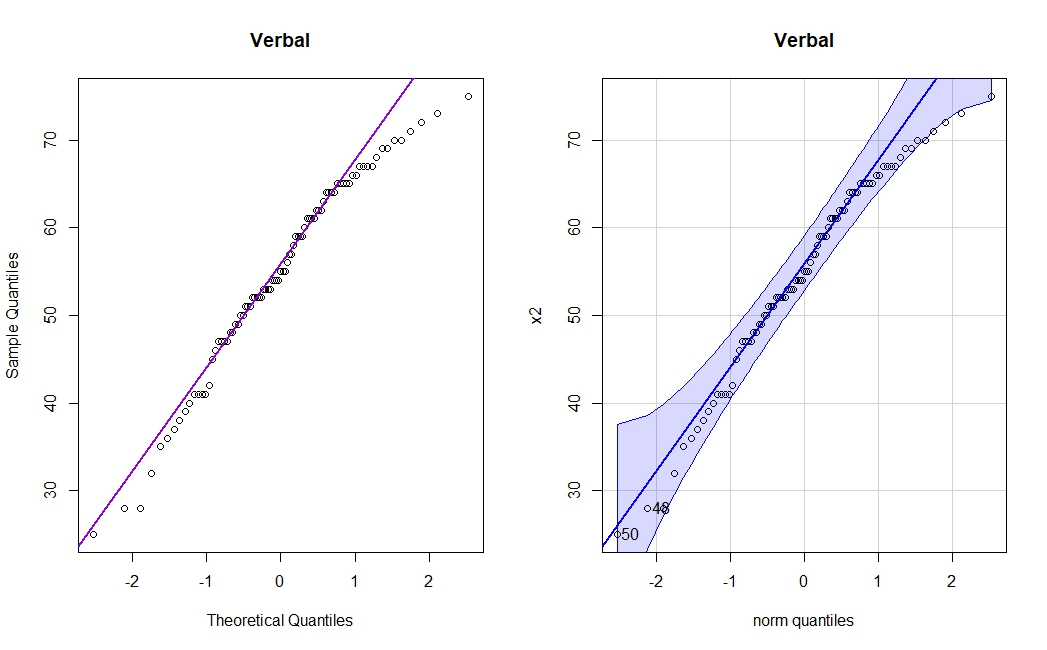 Verbal
Sample Quantiles
70
60
50
40
30
-2 -1 0 1 2
Theoretical Quantiles
Verbal
x2
70
60
50
40
30
48
50
-2 -1 0 1 2
norm quantiles